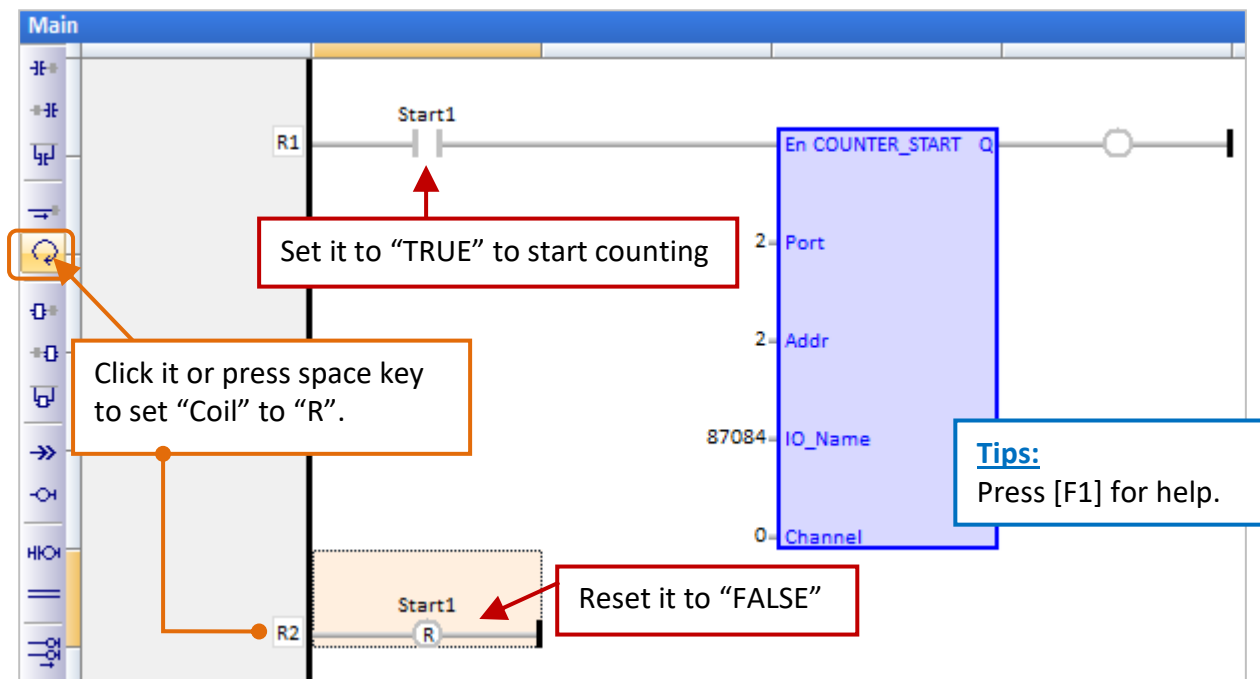 Main
Start1
R1
En COUNTER_START Q
Set it to “TRUE” to start counting
2 Port
2 Addr
Click it or press space key
to set “Coil” to “R”.
87084 IO_Name
Tips:
Press [F1] for help.
0 Channel
Start1
Reset it to “FALSE”
R2
R